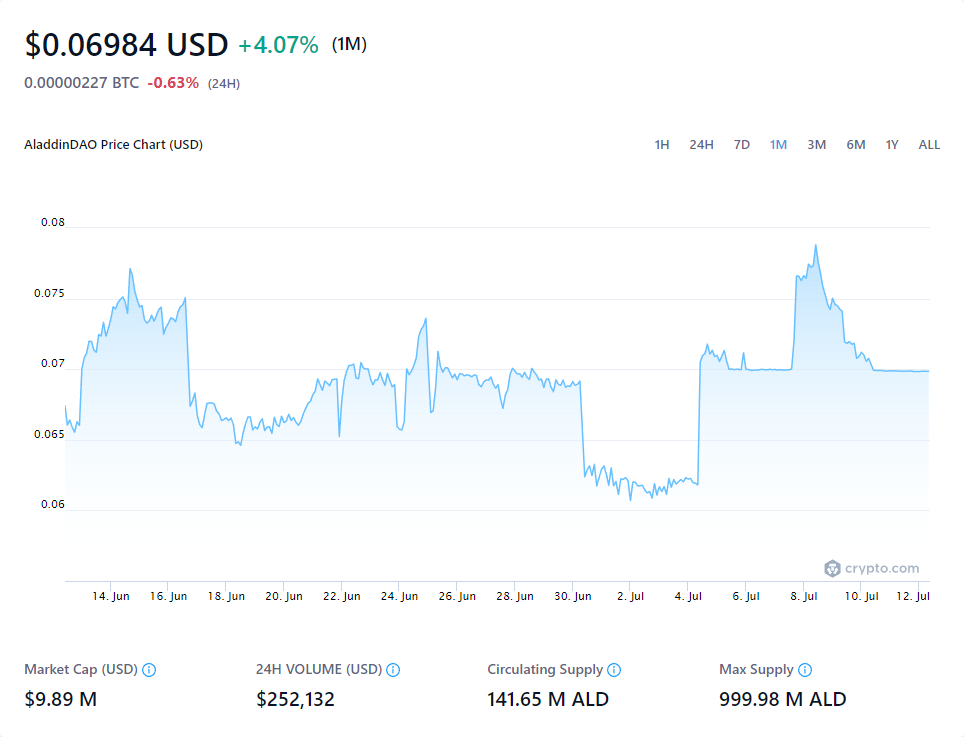 $0.06984 USD +4.07% (1M)
0.00000227 BTC -0.63% (24H)
AladdinDAO Price Chart (USD) 1H 24H 7D 1M 3M 6M 1Y ALL
0.08
0.075
0.07
0.065
0.06
crypto.com
14. Jun 16. Jun 18. Jun 20. Jun 22. Jun 24. Jun 26. Jun 28. Jun 30. Jun 2. Jul 4. Jul 6. Jul 8. Jul 10. Jul 12. Jul
Market Cap (USD) 24H VOLUME (USD) Circulating Supply Max Supply
$9.89 M $252,132 141.65 M ALD 999.98 M ALD